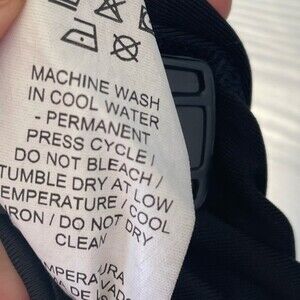 MACHINE WASH
IN COOL WATER
- PERMANENT
PRESS CYCLE /
DO NOT BLEACH /
TUMBLE DRY AT LOW
TEMPERATURE / COOL
IRON / DO NOT DRY
CLEAN
LAVADO